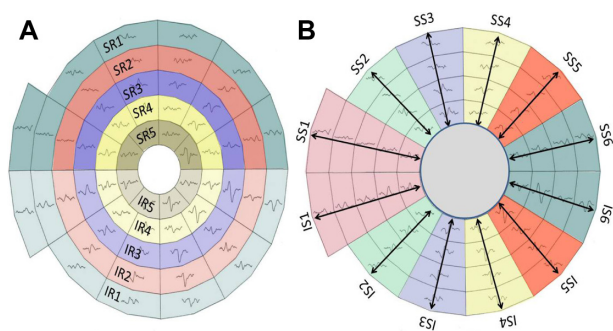 A
SR1
SR2
SR3
SR4
SR5
IR5
IR4
IR3
IR2
IR1
B
SS1
SS2
SS3
SS4
SS5
SS6
IS1
IS2
IS3
IS4
IS5
IS6